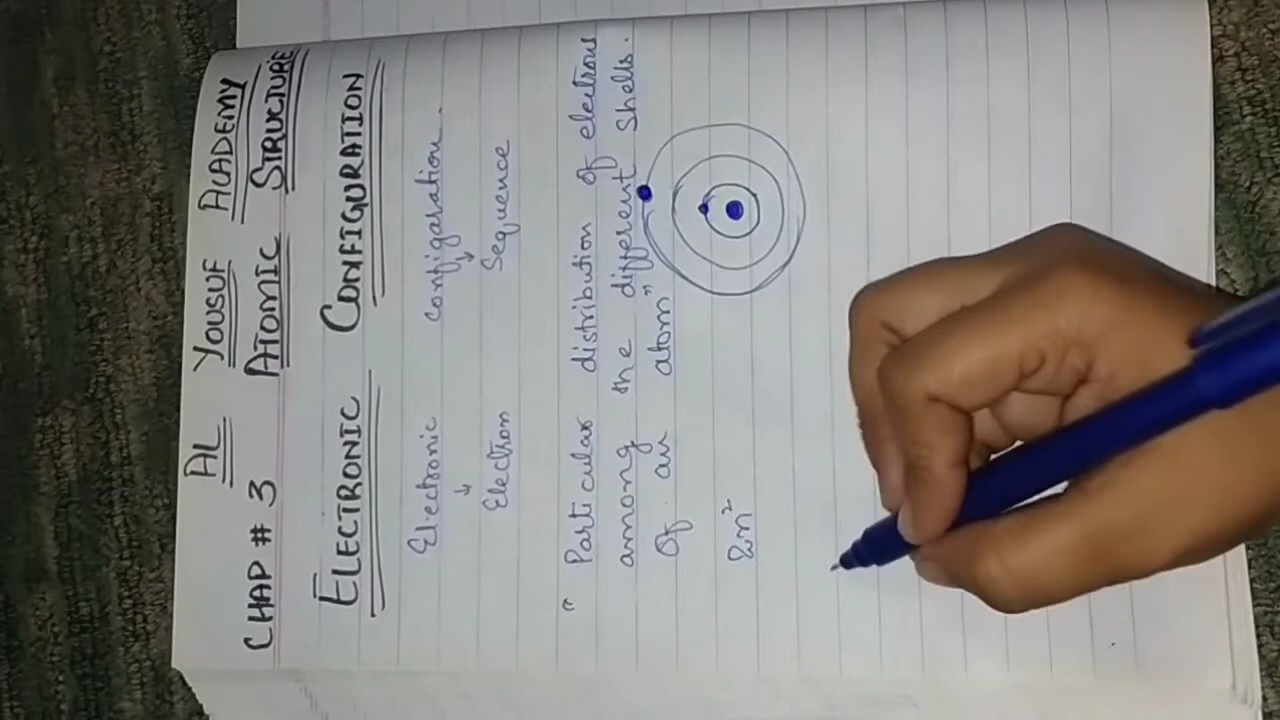 AL YOUSUF ACADEMY
CHAP # 3 ATOMIC STRUCTURE
ELECTRONIC CONFIGURATION
Electronic configaration.
↓ ↓
Electron Sequence
" Particular distribution of electrons
among the different shells.
Of an atom"
2n²